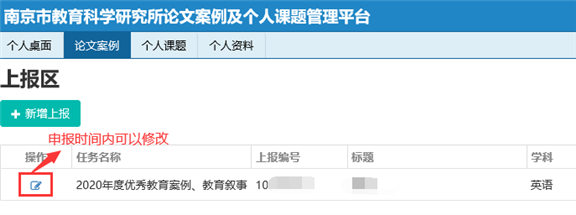 南京市教育科学研究所论文案例及个人课题管理平台
个人桌面 论文案例 个人课题 个人资料
上报区
+ 新增上报
申报时间内可以修改
操作 任务名称 上报编号 标题 学科
2020年度优秀教育案例、教育叙事 10 英语